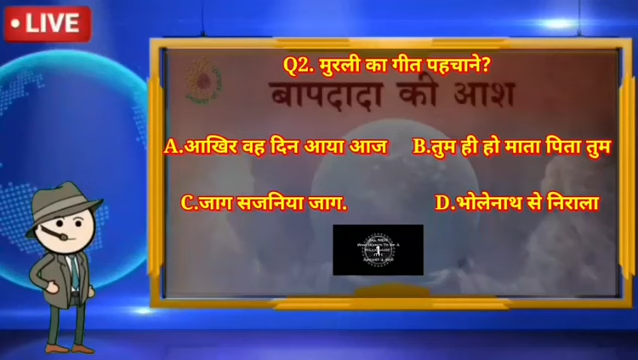 LIVE
Q2. मुरली का गीत पहचाने?
बापदादा की आश
A.आखिर वह दिन आया आज
B.तुम ही हो माता पिता तुम
C.जाग सजनिया जाग.
D.भोलेनाथ से निराला